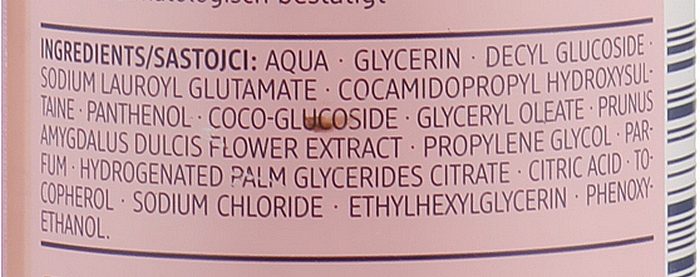 matologisch bestätigt
INGREDIENTS/SASTOJCI: AQUA · GLYCERIN · DECYL GLUCOSIDE ·
SODIUM LAUROYL GLUTAMATE · COCAMIDOPROPYL HYDROXYSUL-
TAINE · PANTHENOL · COCO-GLUCOSIDE · GLYCERYL OLEATE · PRUNUS
AMYGDALUS DULCIS FLOWER EXTRACT · PROPYLENE GLYCOL · PAR-
FUM · HYDROGENATED PALM GLYCERIDES CITRATE · CITRIC ACID · TO-
COPHEROL · SODIUM CHLORIDE · ETHYLHEXYLGLYCERIN · PHENOXY-
ETHANOL.